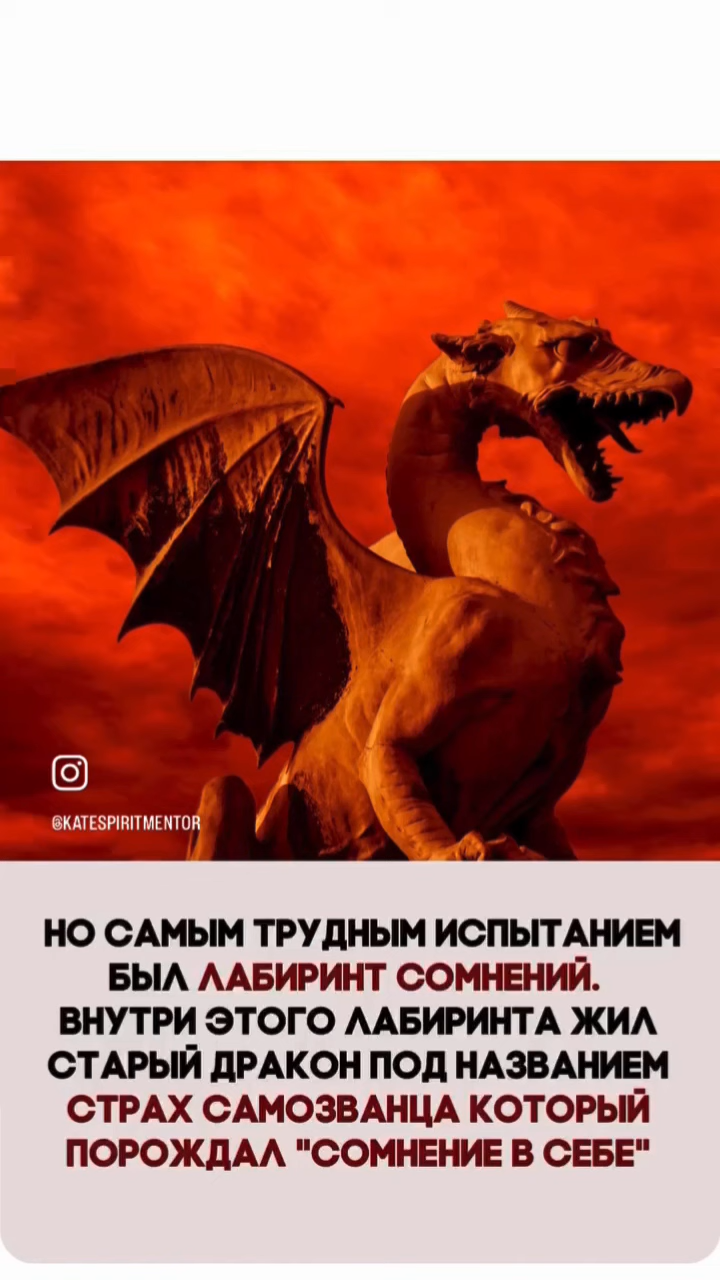 @KATESPIRITMENTOR
НО САМЫМ ТРУДНЫМ ИСПЫТАНИЕМ
БЫЛ ЛАБИРИНТ СОМНЕНИЙ.
ВНУТРИ ЭТОГО ЛАБИРИНТА ЖИЛ
СТАРЫЙ ДРАКОН ПОД НАЗВАНИЕМ
СТРАХ САМОЗВАНЦА КОТОРЫЙ
ПОРОЖДАЛ "СОМНЕНИЕ В СЕБЕ"